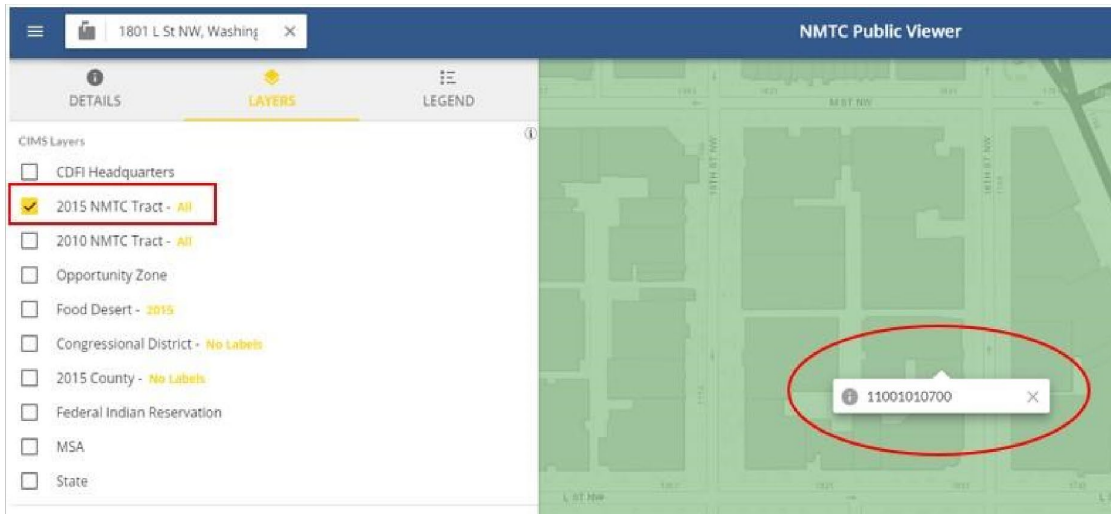 1801 L St NW, Washing
NMTC Public Viewer
DETAILS
LAYERS
LEGEND
CIMS Layers
CDFI Headquarters
2015 NMTC Tract - All
2010 NMTC Tract - All
Opportunity Zone
Food Desert - 2015
Congressional District - No Labels
2015 County - No Labels
Federal Indian Reservation
MSA
State
M ST NW
19TH ST NW
18TH ST NW
11001010700
L ST NW